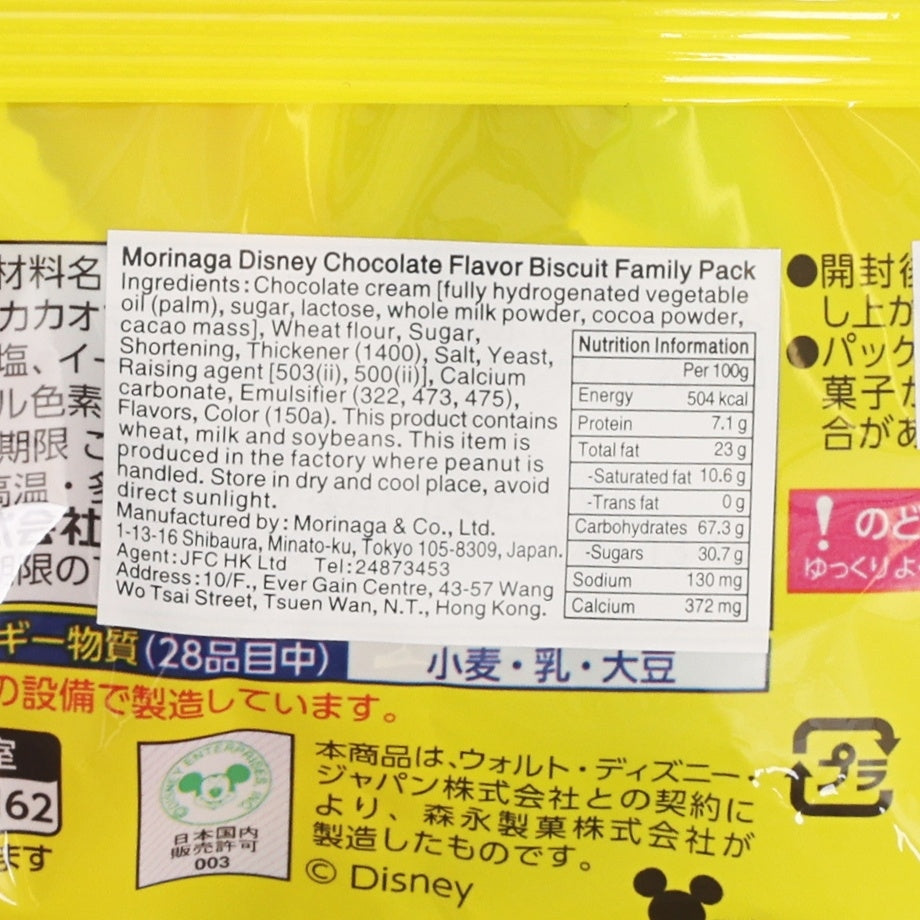 Morinaga Disney Chocolate Flavor Biscuit Family Pack
Ingredients: Chocolate cream [fully hydrogenated vegetable
oil (palm), sugar, lactose, whole milk powder, cocoa powder,
cacao mass], Wheat flour, Sugar,
Shortening, Thickener (1400), Salt, Yeast,
Raising agent [503(ii), 500(ii)], Calcium
carbonate, Emulsifier (322, 473, 475),
Flavors, Color (150a). This product contains
wheat, milk and soybeans. This item is
produced in the factory where peanut is
handled. Store in dry and cool place, avoid
direct sunlight.
Manufactured by: Morinaga & Co., Ltd.
1-13-16 Shibaura, Minato-ku, Tokyo 105-8309, Japan.
Agent: JFC HK Ltd Tel: 24873453
Address: 10/F., Ever Gain Centre, 43-57 Wang
Wo Tsai Street, Tsuen Wan, N.T., Hong Kong.
Nutrition Information
Per 100g
Energy 504 kcal
Protein 7.1 g
Total fat 23 g
-Saturated fat 10.6 g
-Trans fat 0 g
Carbohydrates 67.3 g
-Sugars 30.7 g
Sodium 130 mg
Calcium 372 mg
材料名
カカオ
塩、イー
ル色素
期限 こ
高温・多
会社
限の
●開封後
し上が
●パック
菓子が
合があ
! のど
ゆっくりよ
ギー物質(28品目中) 小麦・乳・大豆
の設備で製造しています。
室
162
ます
DISNEY ENTERPRISES INC
日本国内
販売許可
003
本商品は、ウォルト・ディズニー・
ジャパン株式会社との契約に
より、森永製菓株式会社が
製造したものです。
© Disney
プラ